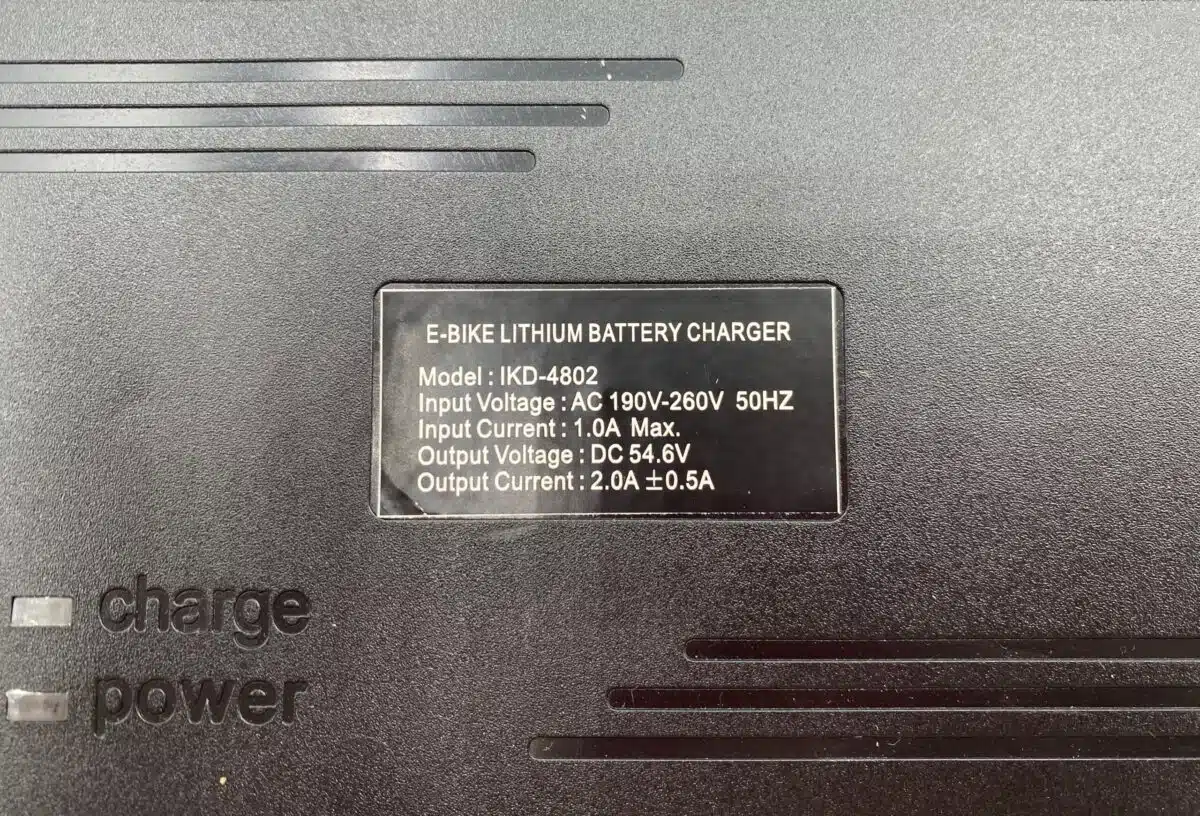 E-BIKE LITHIUM BATTERY CHARGER
Model : IKD-4802
Input Voltage : AC 190V-260V 50HZ
Input Current : 1.0A Max.
Output Voltage : DC 54.6V
Output Current : 2.0A ±0.5A
charge
power